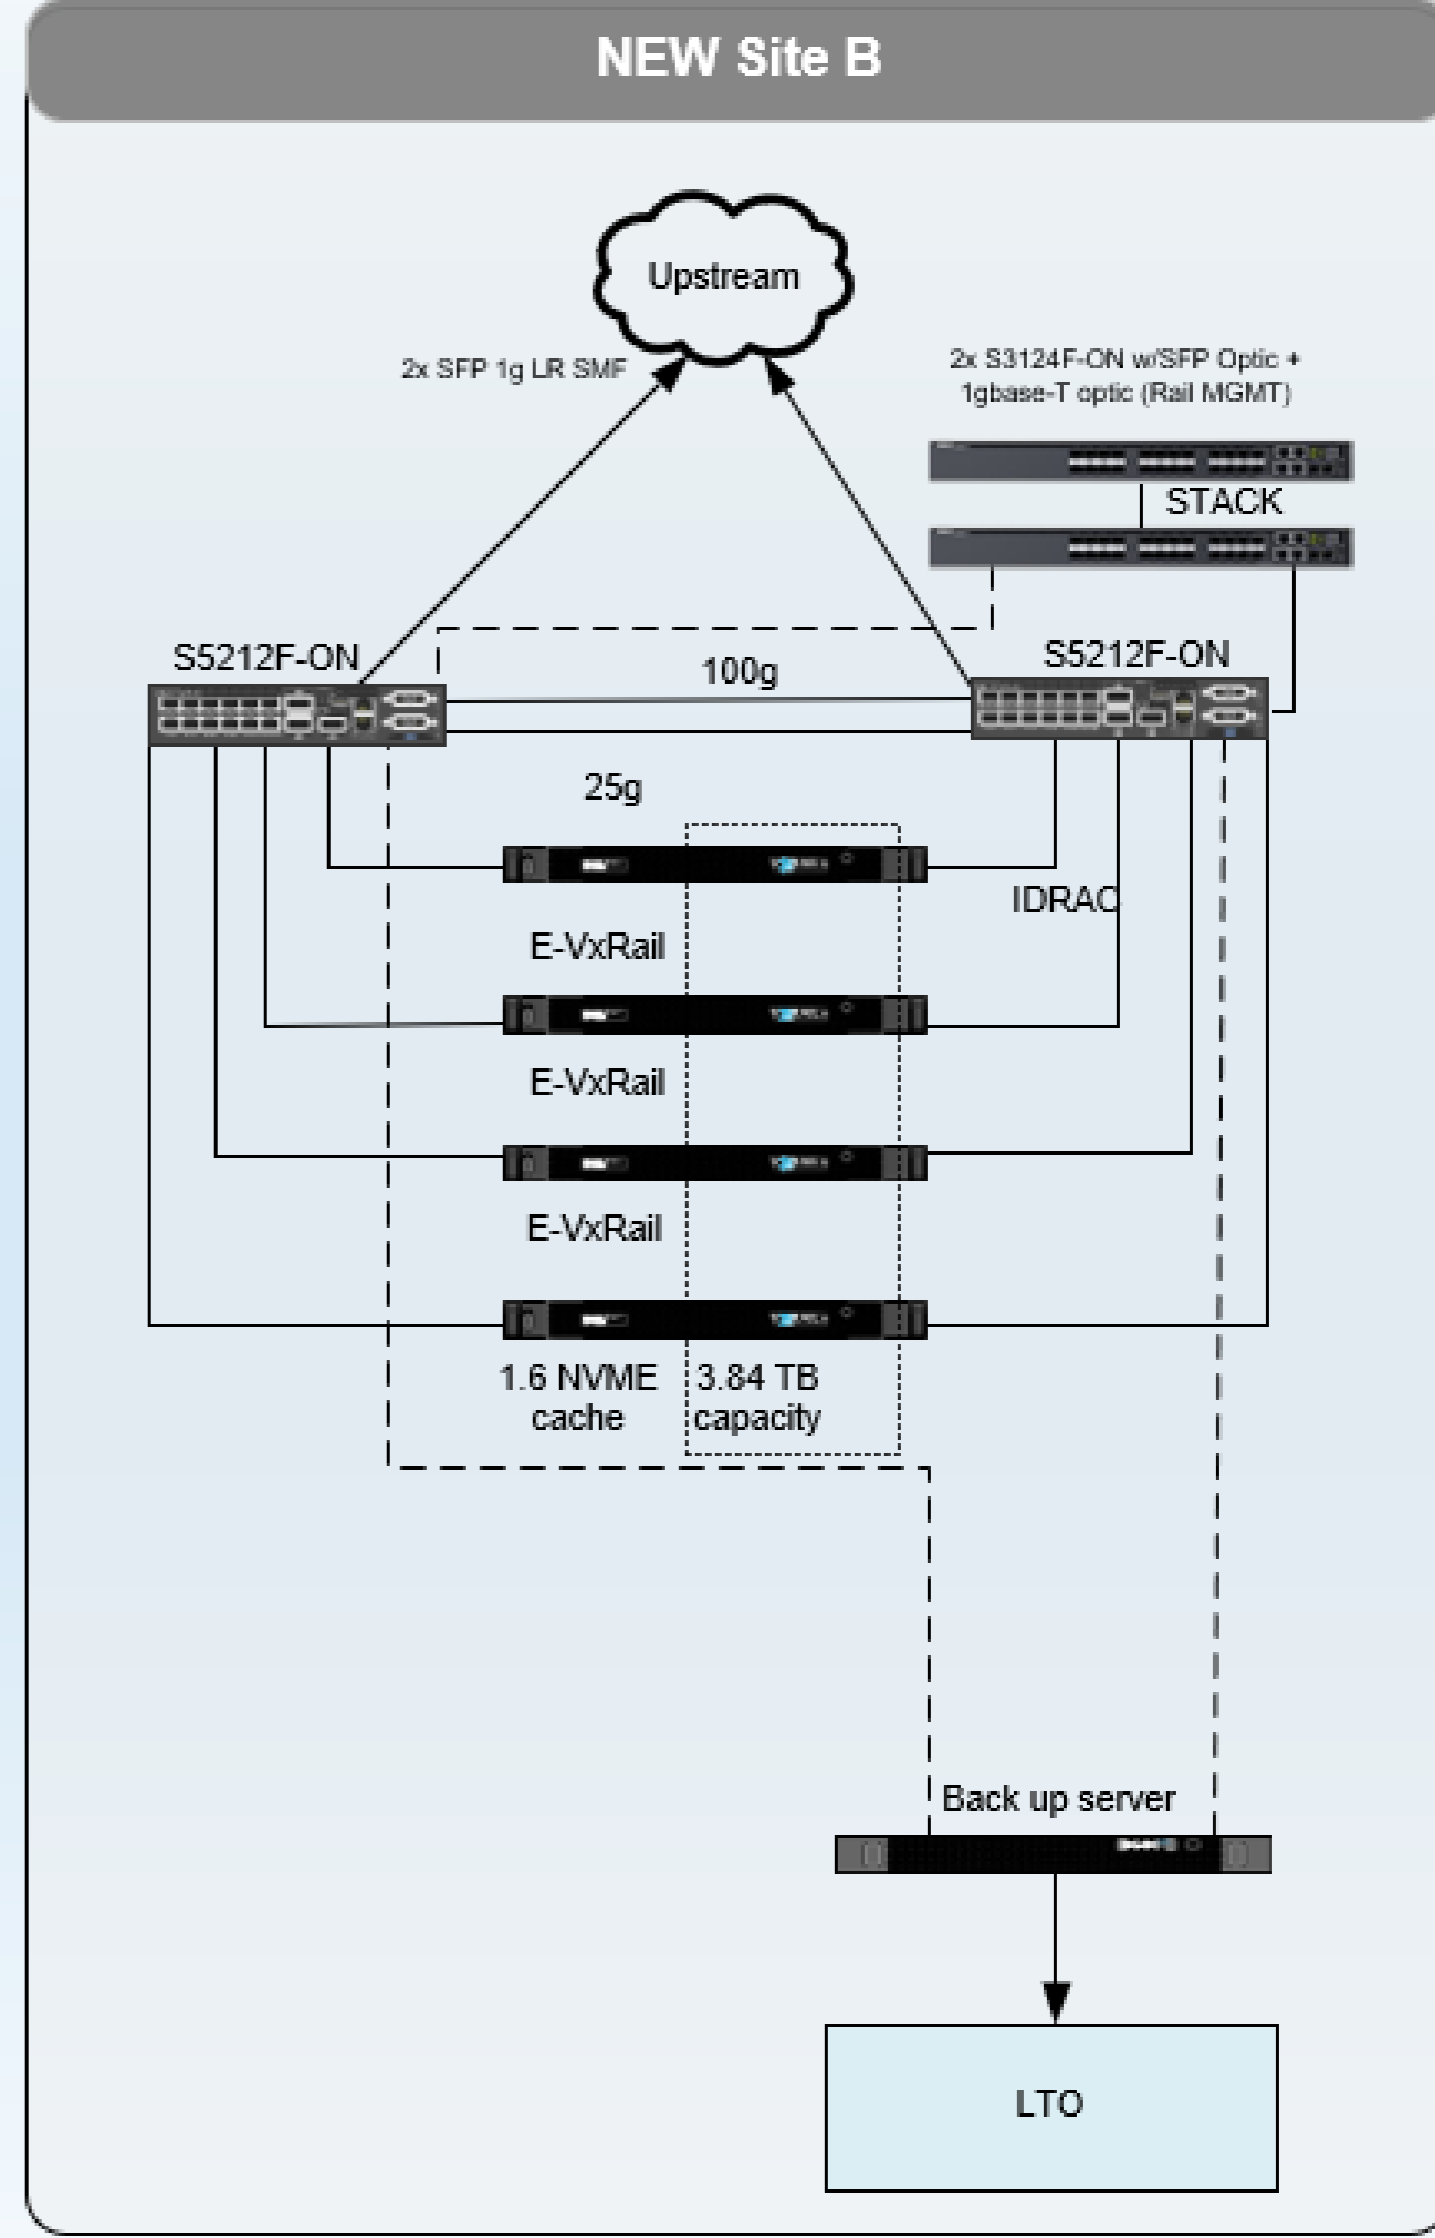 NEW Site B
Upstream
2x SFP 1g LR SMF
2x S3124F-ON w/SFP Optic +
1gbase-T optic (Rail MGMT)
STACK
S5212F-ON
100g
S5212F-ON
25g
IDRAC
E-VxRail
E-VxRail
E-VxRail
1.6 NVME
cache
3.84 TB
capacity
Back up server
LTO